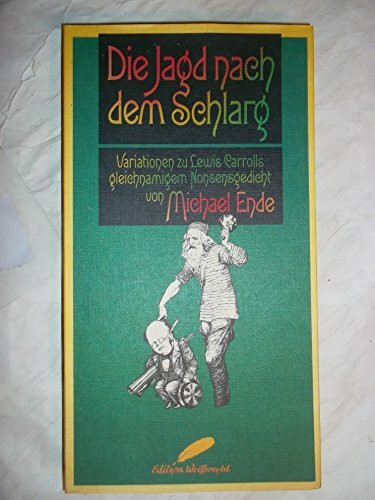 Die Jagd nach
dem Schlarg
Variationen zu Lewis Carrolls
gleichnamigem Nonsensgedicht
von Michael Ende
Edition Weitbrecht